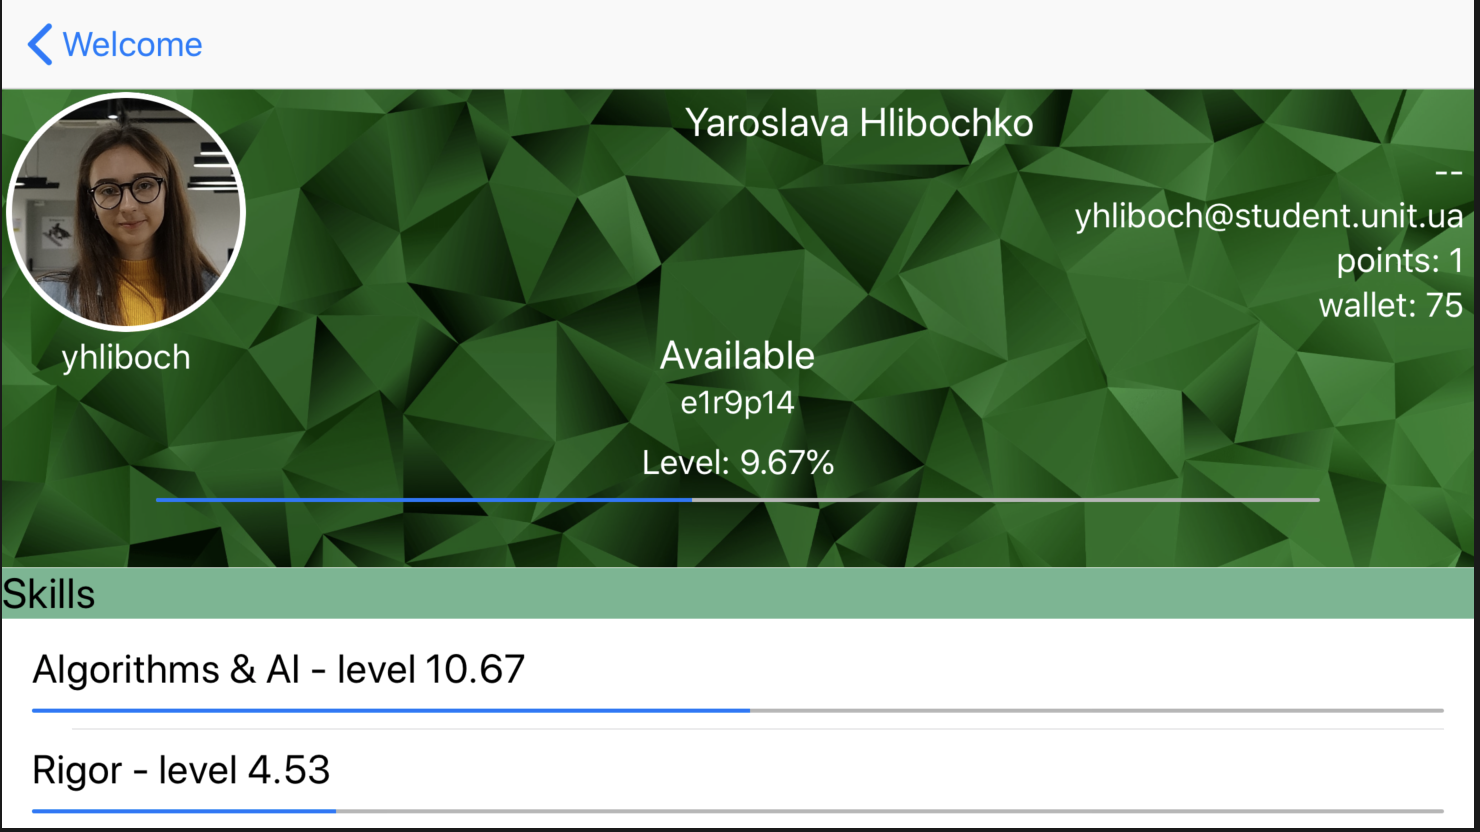 Welcome
Yaroslava Hlibochko
--
yhliboch@student.unit.ua
points: 1
wallet: 75
yhliboch
Available
e1r9p14
Level: 9.67%
Skills
Algorithms & AI - level 10.67
Rigor - level 4.53